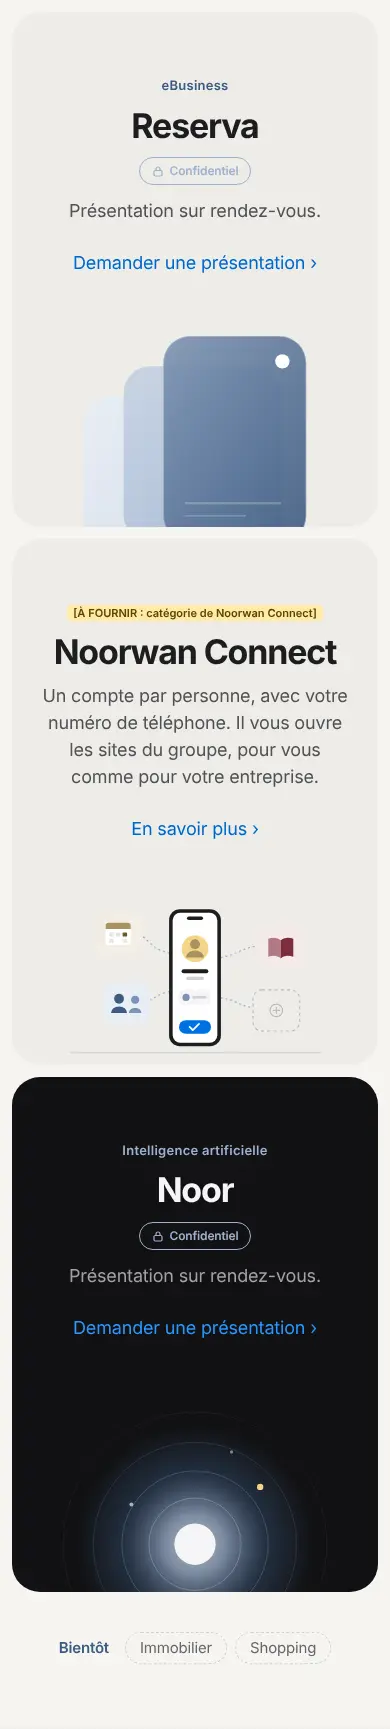 eBusiness
Reserva
Confidentiel
Présentation sur rendez-vous.
Demander une présentation ›
[À FOURNIR : catégorie de Noorwan Connect]
Noorwan Connect
Un compte par personne, avec votre
numéro de téléphone. Il vous ouvre
les sites du groupe, pour vous
comme pour votre entreprise.
En savoir plus ›
Intelligence artificielle
Noor
Confidentiel
Présentation sur rendez-vous.
Demander une présentation ›
Bientôt Immobilier Shopping